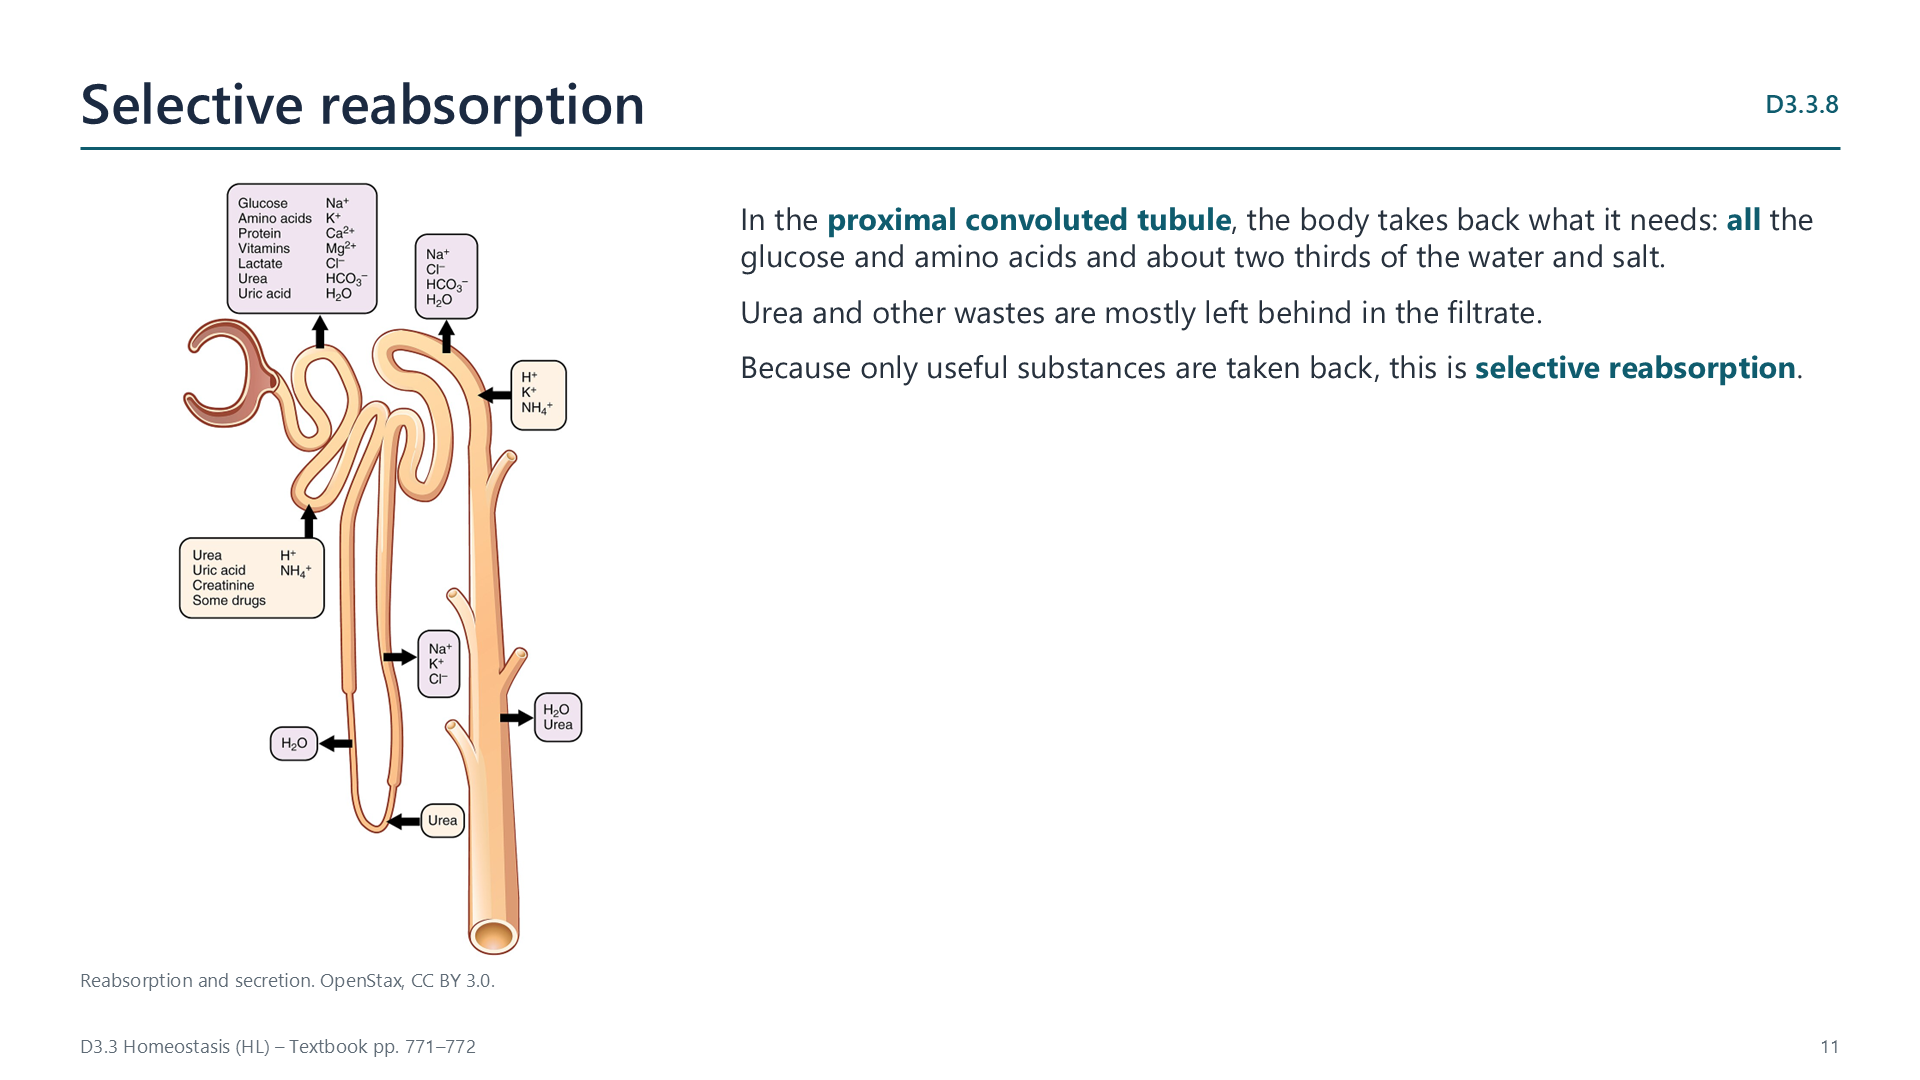 Selective reabsorption
D3.3.8
Glucose Na⁺
Amino acids K⁺
Protein Ca²⁺
Vitamins Mg²⁺
Lactate Cl⁻
Urea HCO₃⁻
Uric acid H₂O
Na⁺
Cl⁻
HCO₃⁻
H₂O
H⁺
K⁺
NH₄⁺
Urea H⁺
Uric acid NH₄⁺
Creatinine
Some drugs
Na⁺
K⁺
Cl⁻
H₂O
Urea
H₂O
Urea
Reabsorption and secretion. OpenStax, CC BY 3.0.
In the proximal convoluted tubule, the body takes back what it needs: all the
glucose and amino acids and about two thirds of the water and salt.
Urea and other wastes are mostly left behind in the filtrate.
Because only useful substances are taken back, this is selective reabsorption.
D3.3 Homeostasis (HL) – Textbook pp. 771–772
11